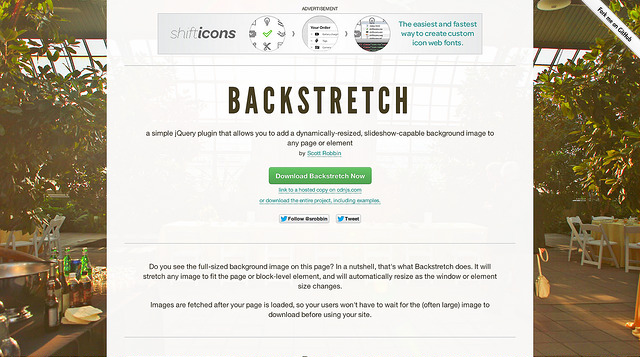 ADVERTISEMENT
shifticons
Your Order
The easiest and fastest
way to create custom
icon web fonts.
Fork me on GitHub
BACKSTRETCH
a simple jQuery plugin that allows you to add a dynamically-resized, slideshow-capable background image to
any page or element
by Scott Robbin
Download Backstretch Now
link to a hosted copy on cdnjs.com
or download the entire project, including examples.
Follow @srobbin
Tweet
Do you see the full-sized background image on this page? In a nutshell, that's what Backstretch does. It will
stretch any image to fit the page or block-level element, and will automatically resize as the window or element
size changes.
Images are fetched after your page is loaded, so your users won't have to wait for the (often large) image to
download before using your site.